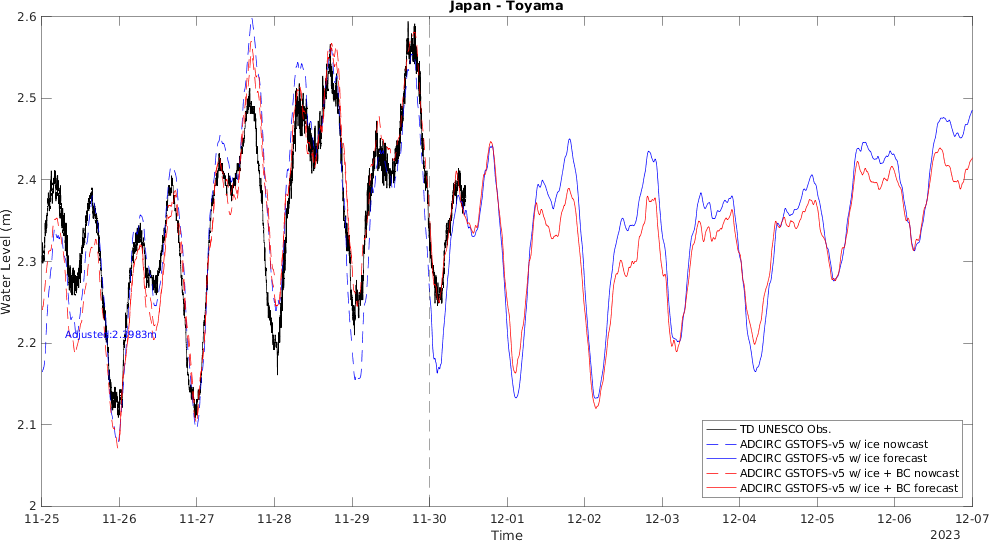 Japan - Toyama
Water Level (m)
2.6
2.5
2.4
2.3
2.2
2.1
2
11-25
11-26
11-27
11-28
11-29
11-30
12-01
12-02
12-03
12-04
12-05
12-06
12-07
Time
2023
TD UNESCO Obs.
ADCIRC GSTOFS-v5 w/ ice nowcast
ADCIRC GSTOFS-v5 w/ ice forecast
ADCIRC GSTOFS-v5 w/ ice + BC nowcast
ADCIRC GSTOFS-v5 w/ ice + BC forecast